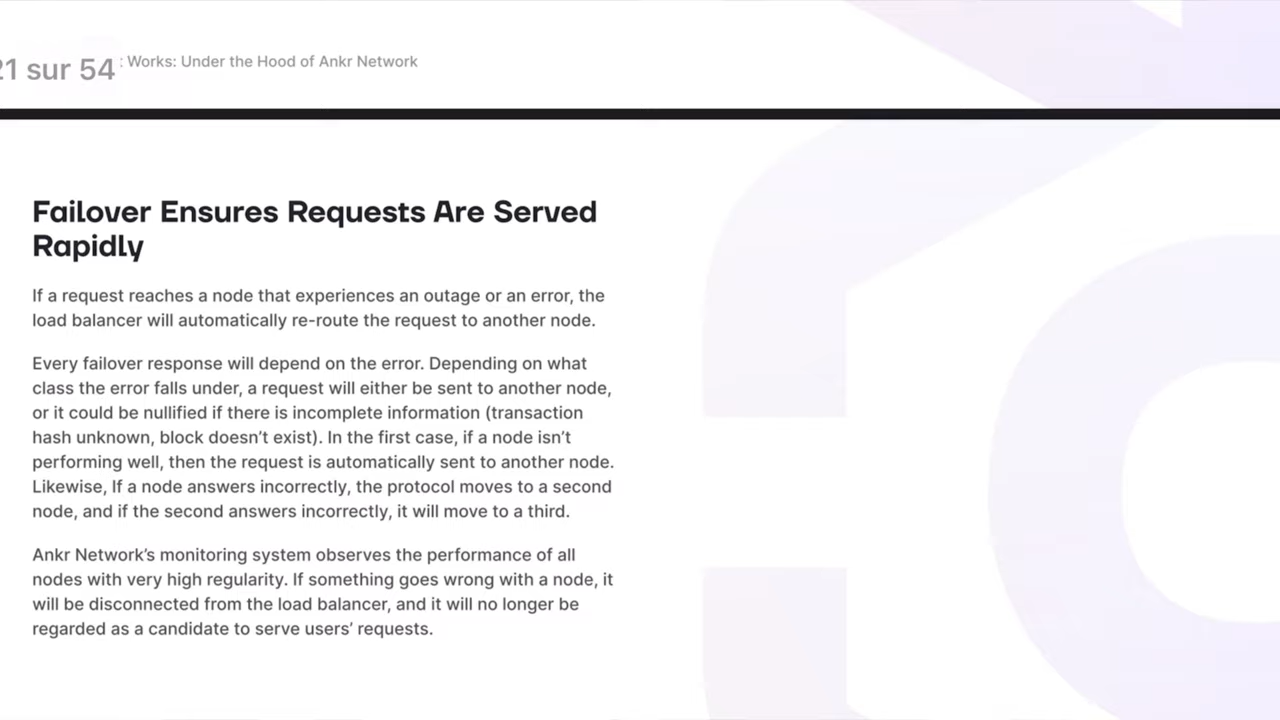 21 sur 54
: Works: Under the Hood of Ankr Network
Failover Ensures Requests Are Served
Rapidly
If a request reaches a node that experiences an outage or an error, the
load balancer will automatically re-route the request to another node.
Every failover response will depend on the error. Depending on what
class the error falls under, a request will either be sent to another node,
or it could be nullified if there is incomplete information (transaction
hash unknown, block doesn’t exist). In the first case, if a node isn’t
performing well, then the request is automatically sent to another node.
Likewise, If a node answers incorrectly, the protocol moves to a second
node, and if the second answers incorrectly, it will move to a third.
Ankr Network’s monitoring system observes the performance of all
nodes with very high regularity. If something goes wrong with a node, it
will be disconnected from the load balancer, and it will no longer be
regarded as a candidate to serve users’ requests.